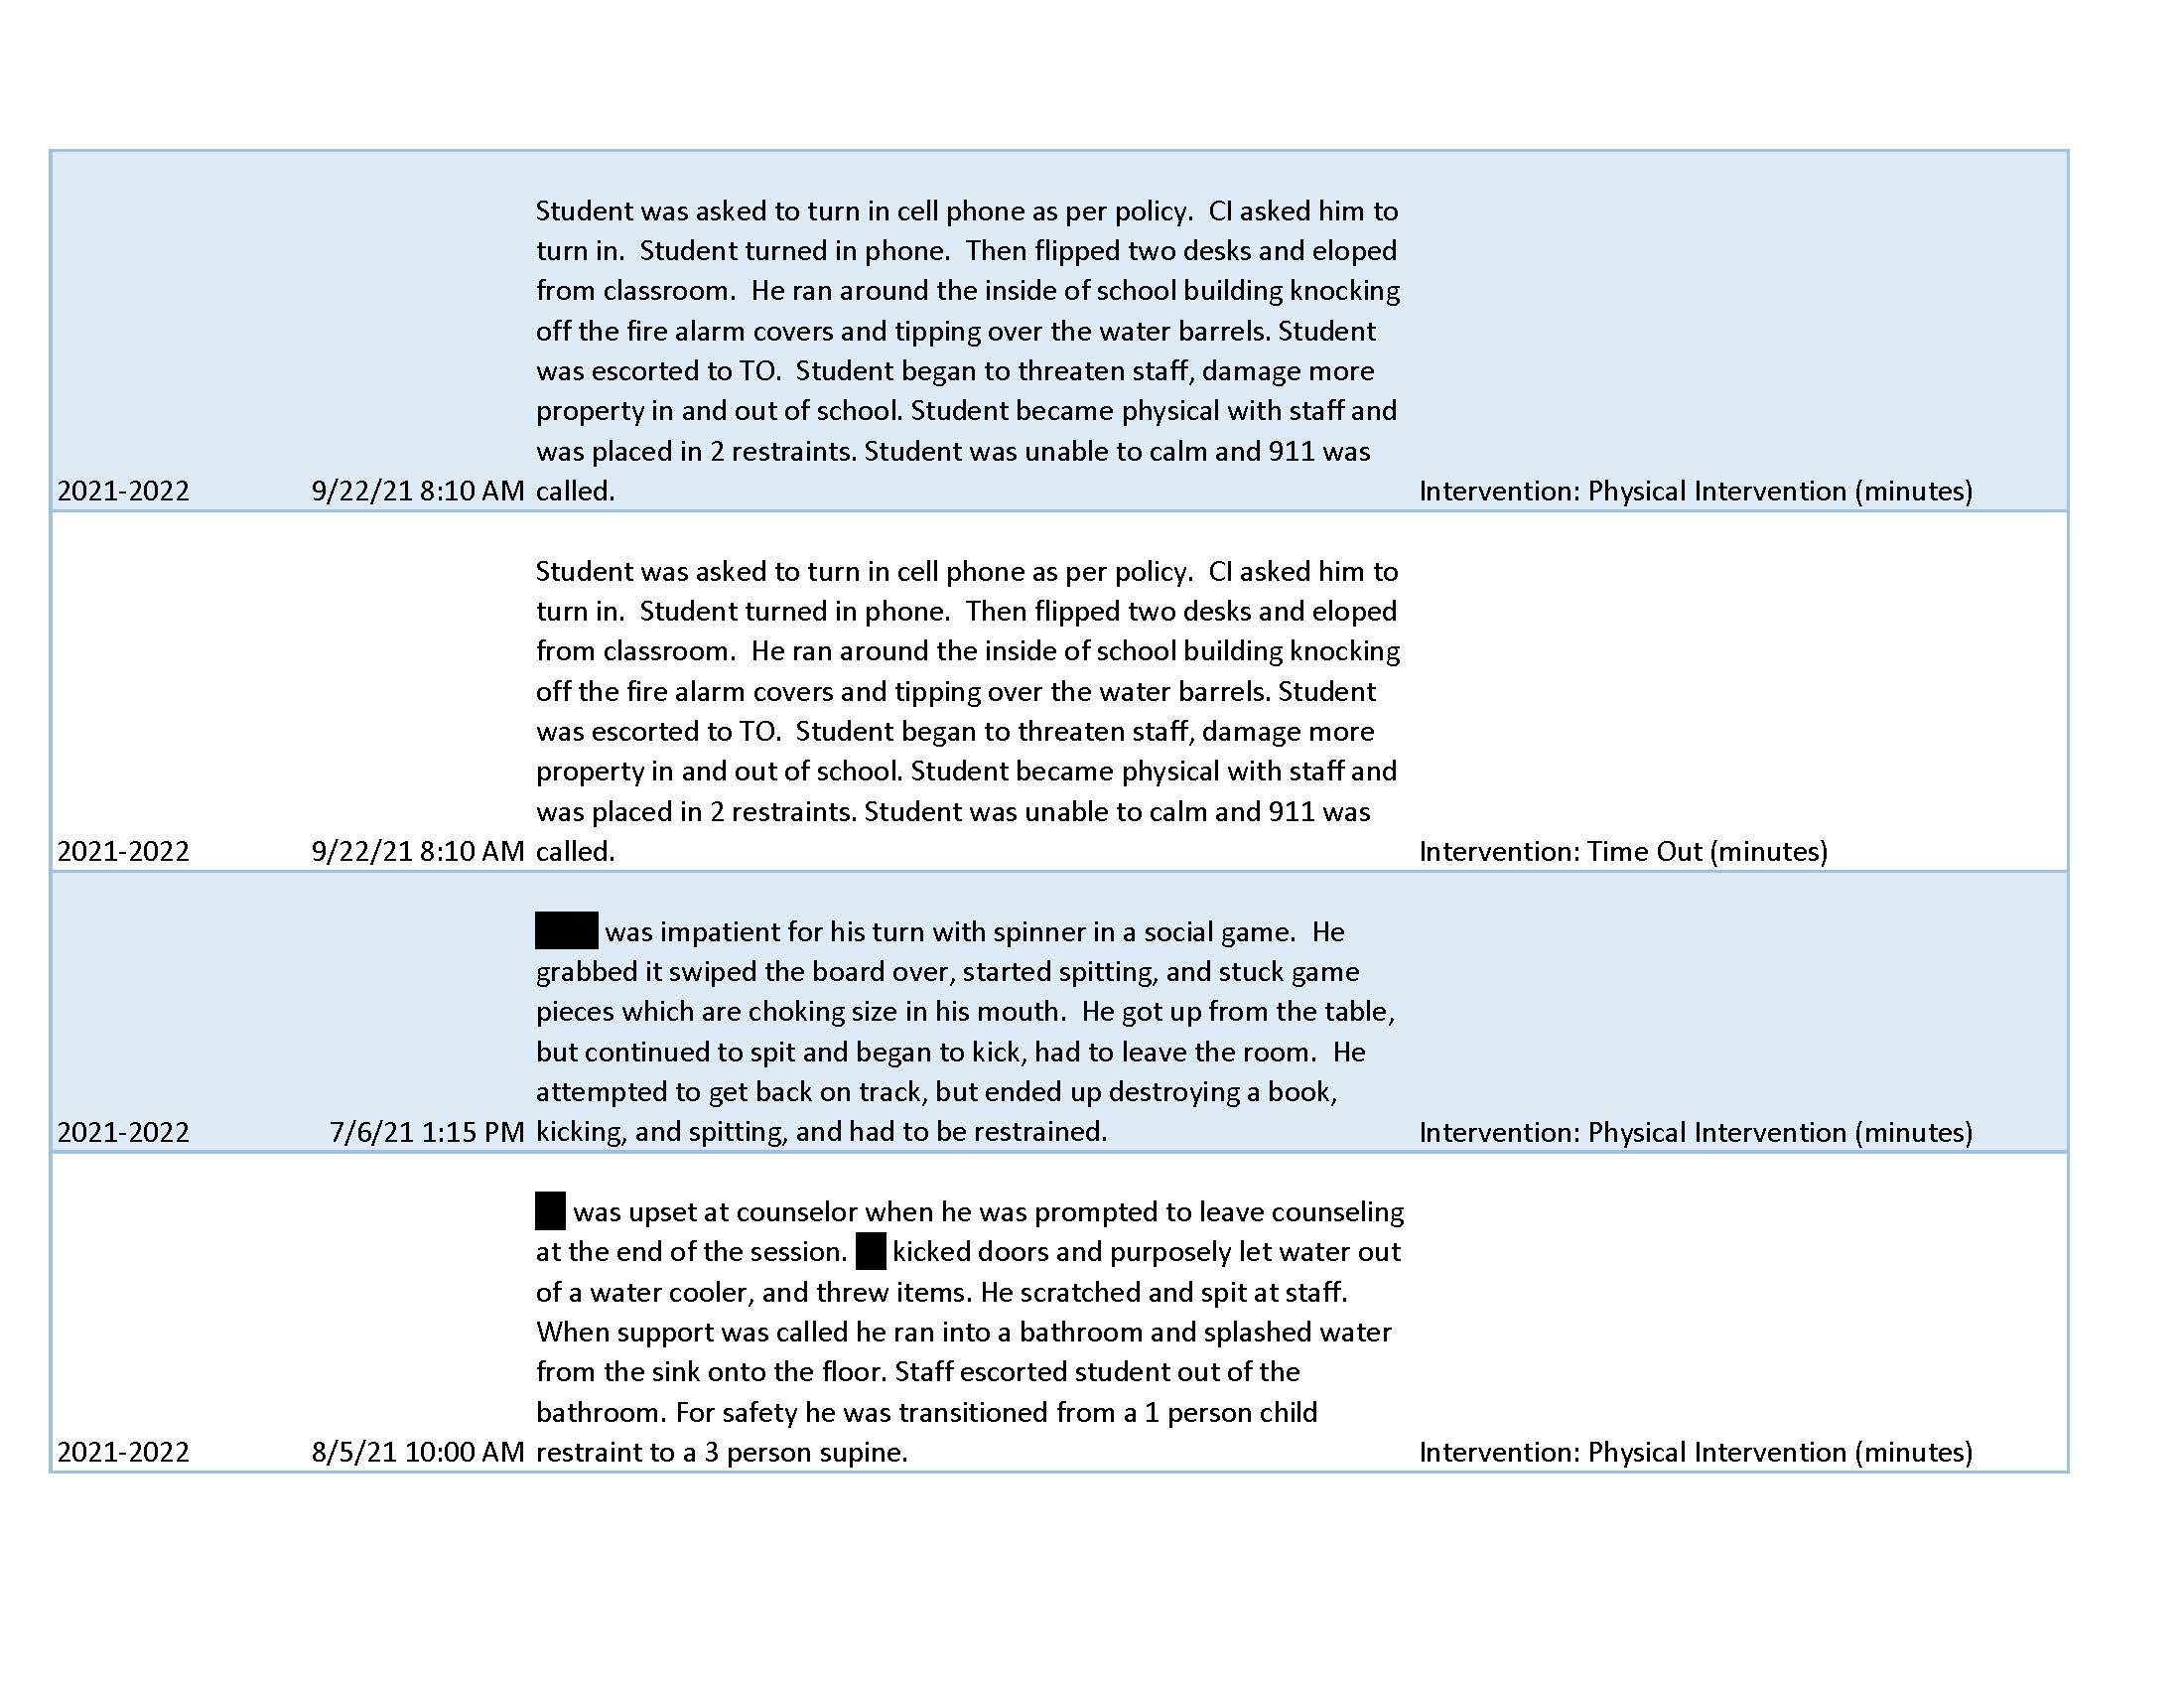 Student was asked to turn in cell phone as per policy.  CI asked him to
turn in.  Student turned in phone.  Then flipped two desks and eloped
from classroom.  He ran around the inside of school building knocking
off the fire alarm covers and tipping over the water barrels. Student
was escorted to TO.  Student began to threaten staff, damage more
property in and out of school. Student became physical with staff and
was placed in 2 restraints. Student was unable to calm and 911 was
2021-2022 9/22/21 8:10 AM called. Intervention: Physical Intervention (minutes)
Student was asked to turn in cell phone as per policy.  CI asked him to
turn in.  Student turned in phone.  Then flipped two desks and eloped
from classroom.  He ran around the inside of school building knocking
off the fire alarm covers and tipping over the water barrels. Student
was escorted to TO.  Student began to threaten staff, damage more
property in and out of school. Student became physical with staff and
was placed in 2 restraints. Student was unable to calm and 911 was
2021-2022 9/22/21 8:10 AM called. Intervention: Time Out (minutes)
was impatient for his turn with spinner in a social game.  He
grabbed it swiped the board over, started spitting, and stuck game
pieces which are choking size in his mouth.  He got up from the table,
but continued to spit and began to kick, had to leave the room.  He
attempted to get back on track, but ended up destroying a book,
2021-2022 7/6/21 1:15 PM kicking, and spitting, and had to be restrained. Intervention: Physical Intervention (minutes)
was upset at counselor when he was prompted to leave counseling
at the end of the session. kicked doors and purposely let water out
of a water cooler, and threw items. He scratched and spit at staff.
When support was called he ran into a bathroom and splashed water
from the sink onto the floor. Staff escorted student out of the
bathroom. For safety he was transitioned from a 1 person child
2021-2022 8/5/21 10:00 AM restraint to a 3 person supine. Intervention: Physical Intervention (minutes)